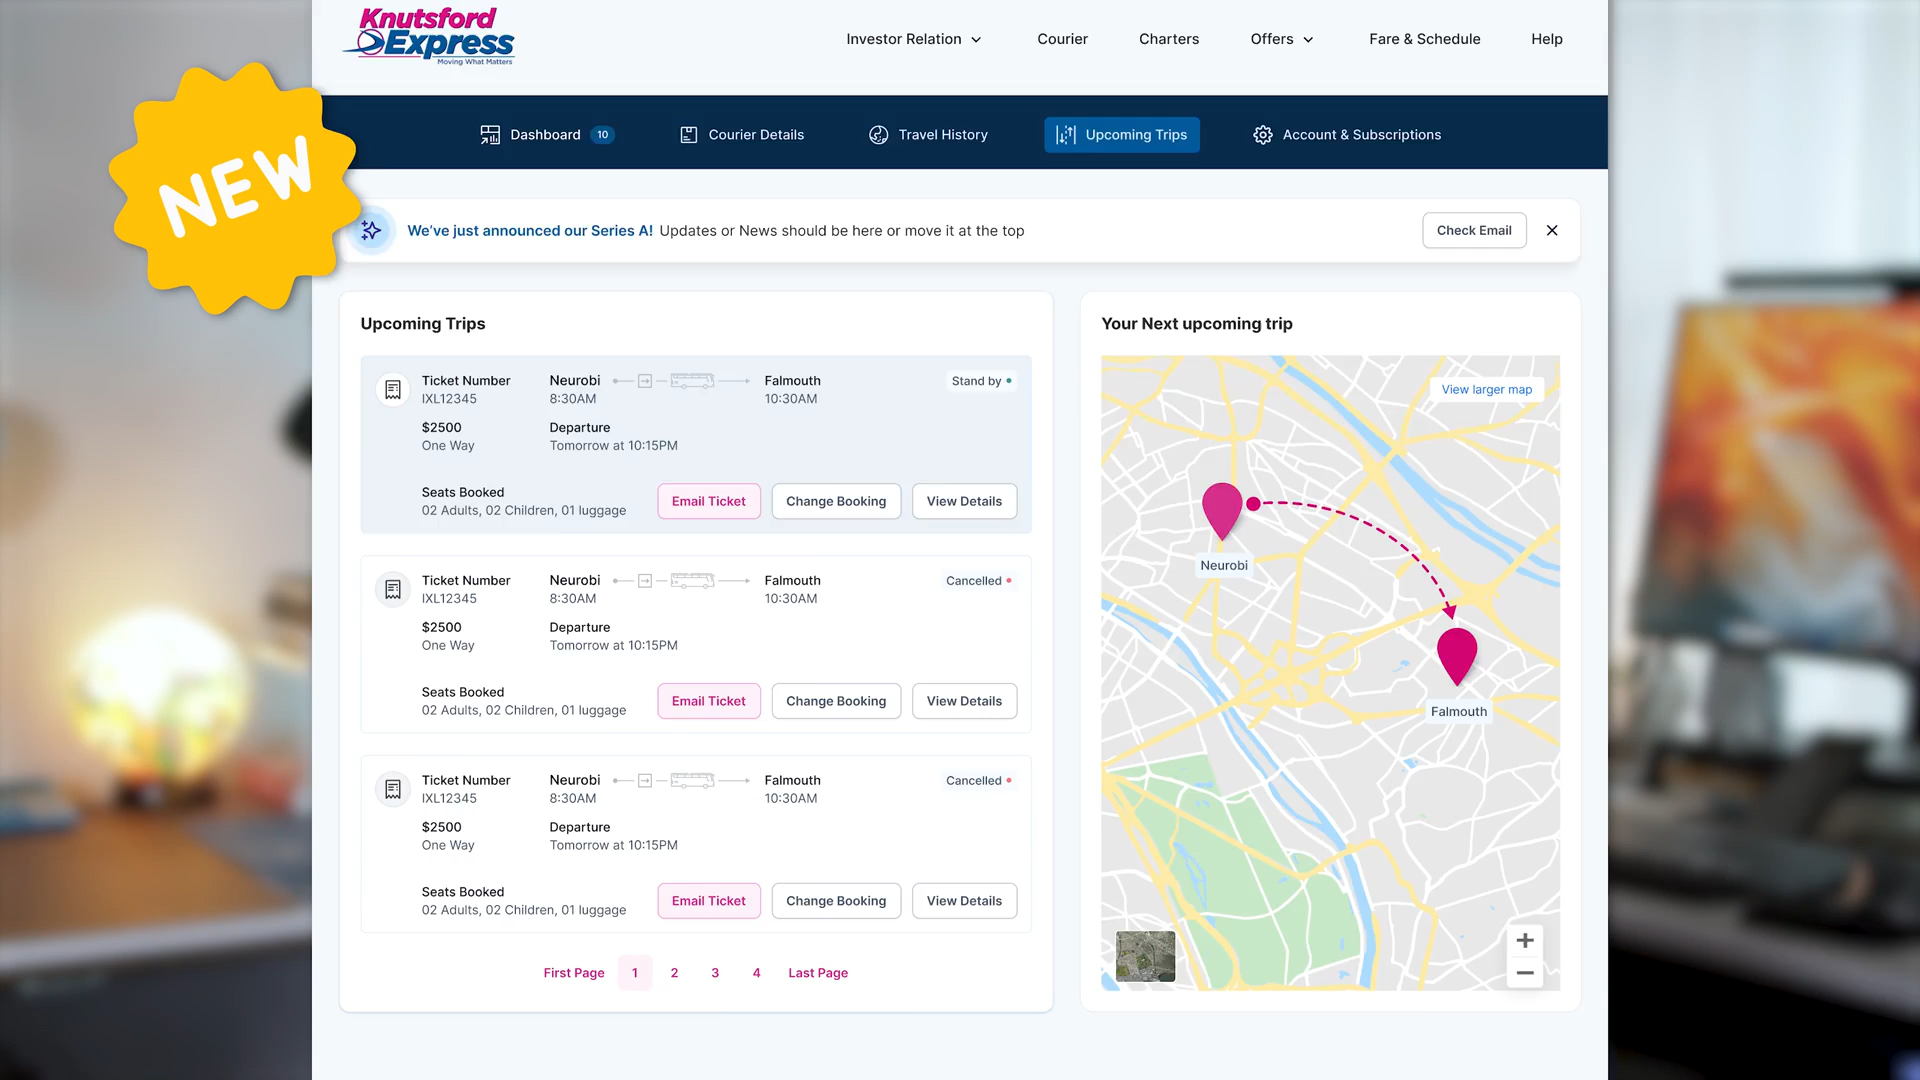 Knutsford
Express
Moving What Matters
Investor Relation
Courier
Charters
Offers
Fare & Schedule
Help
NEW
Dashboard 10
Courier Details
Travel History
Upcoming Trips
Account & Subscriptions
We've just announced our Series A! Updates or News should be here or move it at the top
Check Email
Upcoming Trips
Ticket Number
IXL12345
Neurobi
8:30AM
Falmouth
10:30AM
Stand by
$2500
One Way
Departure
Tomorrow at 10:15PM
Seats Booked
02 Adults, 02 Children, 01 luggage
Email Ticket
Change Booking
View Details
Ticket Number
IXL12345
Neurobi
8:30AM
Falmouth
10:30AM
Cancelled
$2500
One Way
Departure
Tomorrow at 10:15PM
Seats Booked
02 Adults, 02 Children, 01 luggage
Email Ticket
Change Booking
View Details
Ticket Number
IXL12345
Neurobi
8:30AM
Falmouth
10:30AM
Cancelled
$2500
One Way
Departure
Tomorrow at 10:15PM
Seats Booked
02 Adults, 02 Children, 01 luggage
Email Ticket
Change Booking
View Details
First Page 1 2 3 4 Last Page
Your Next upcoming trip
View larger map
Neurobi
Falmouth